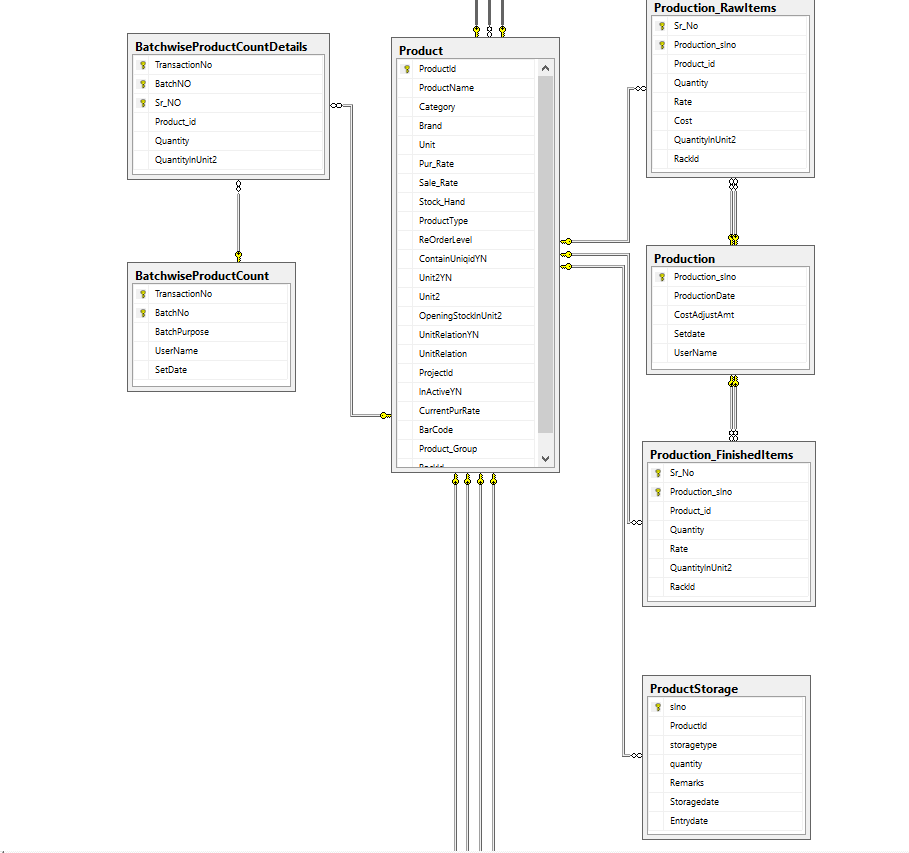 BatchwiseProductCountDetails
TransactionNo
BatchNO
Sr_NO
Product_id
Quantity
QuantityInUnit2
BatchwiseProductCount
TransactionNo
BatchNo
BatchPurpose
UserName
SetDate
Product
ProductId
ProductName
Category
Brand
Unit
Pur_Rate
Sale_Rate
Stock_Hand
ProductType
ReOrderLevel
ContainUniqidYN
Unit2YN
Unit2
OpeningStockInUnit2
UnitRelationYN
UnitRelation
ProjectId
InActiveYN
CurrentPurRate
BarCode
Product_Group
RackId
Production_RawItems
Sr_No
Production_slno
Product_id
Quantity
Rate
Cost
QuantityInUnit2
RackId
Production
Production_slno
ProductionDate
CostAdjustAmt
Setdate
UserName
Production_FinishedItems
Sr_No
Production_slno
Product_id
Quantity
Rate
QuantityInUnit2
RackId
ProductStorage
slno
ProductId
storagetype
quantity
Remarks
Storagedate
Entrydate